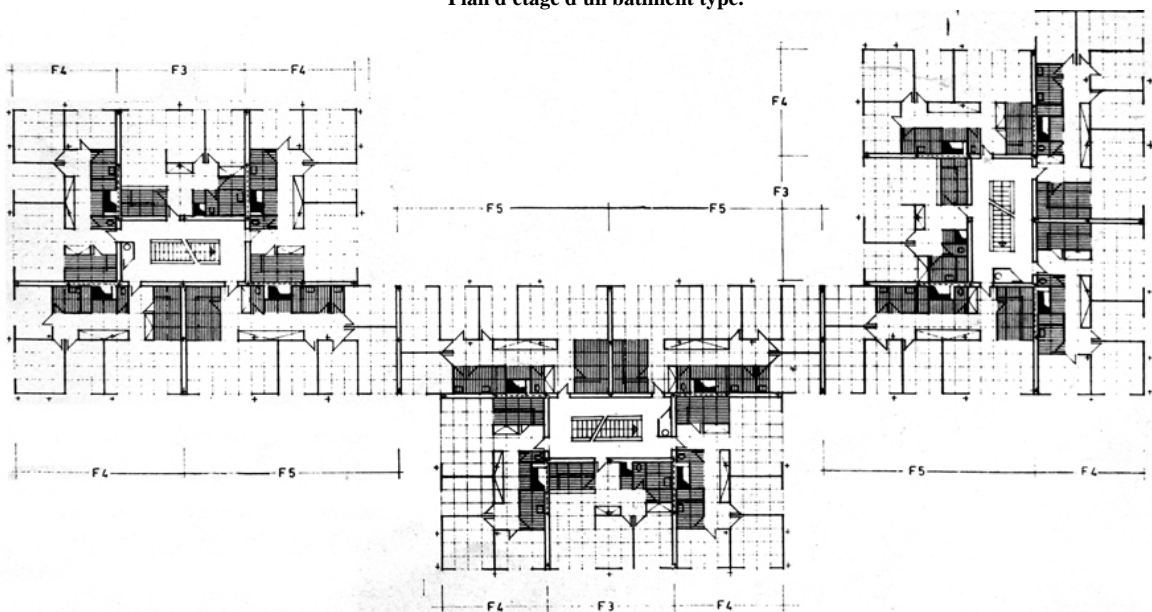 Plan d'étage d'un bâtiment type.
F4 F3 F4
F4
F3
F5 F5
F4 F5
F5 F4
F4 F3 F4